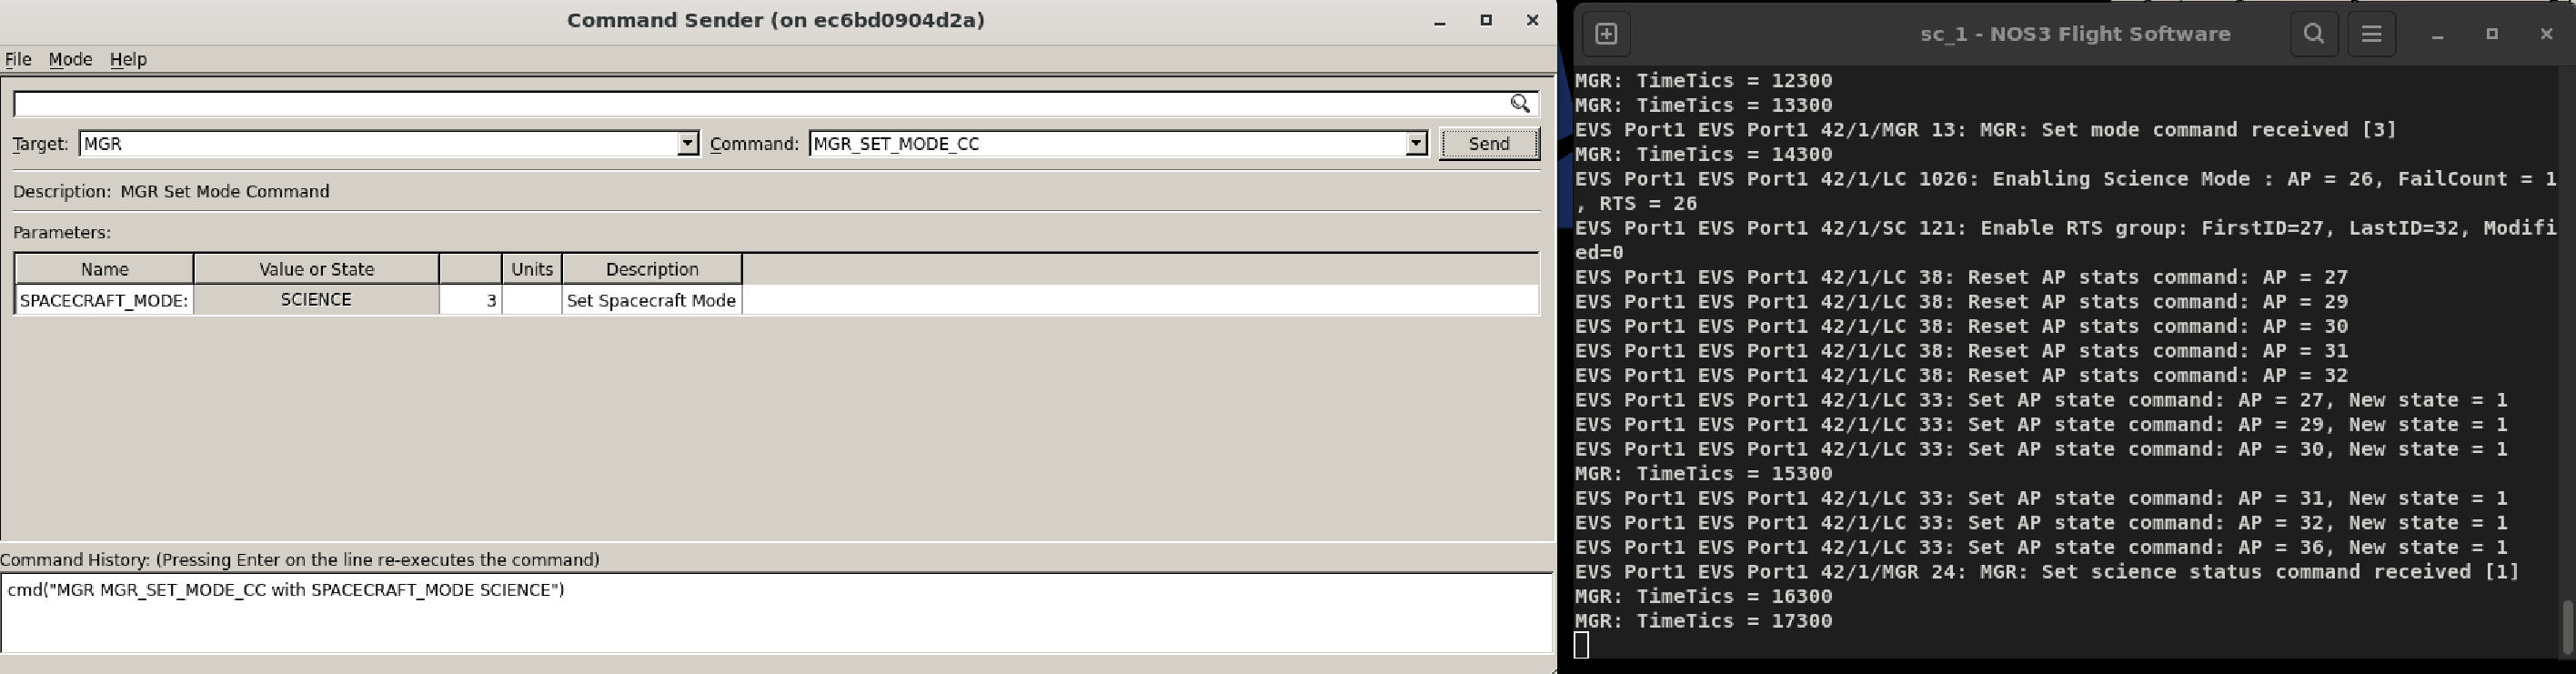 Command Sender (on ec6bd0904d2a)
File Mode Help
Target: MGR Command: MGR_SET_MODE_CC Send
Description: MGR Set Mode Command
Parameters:
Name Value or State Units Description
SPACECRAFT_MODE: SCIENCE 3 Set Spacecraft Mode
Command History: (Pressing Enter on the line re-executes the command)
cmd("MGR MGR_SET_MODE_CC with SPACECRAFT_MODE SCIENCE")
sc_1 - NOS3 Flight Software
MGR: TimeTics = 12300
MGR: TimeTics = 13300
EVS Port1 EVS Port1 42/1/MGR 13: MGR: Set mode command received [3]
MGR: TimeTics = 14300
EVS Port1 EVS Port1 42/1/LC 1026: Enabling Science Mode : AP = 26, FailCount = 1
, RTS = 26
EVS Port1 EVS Port1 42/1/SC 121: Enable RTS group: FirstID=27, LastID=32, Modifi
ed=0
EVS Port1 EVS Port1 42/1/LC 38: Reset AP stats command: AP = 27
EVS Port1 EVS Port1 42/1/LC 38: Reset AP stats command: AP = 29
EVS Port1 EVS Port1 42/1/LC 38: Reset AP stats command: AP = 30
EVS Port1 EVS Port1 42/1/LC 38: Reset AP stats command: AP = 31
EVS Port1 EVS Port1 42/1/LC 38: Reset AP stats command: AP = 32
EVS Port1 EVS Port1 42/1/LC 33: Set AP state command: AP = 27, New state = 1
EVS Port1 EVS Port1 42/1/LC 33: Set AP state command: AP = 29, New state = 1
EVS Port1 EVS Port1 42/1/LC 33: Set AP state command: AP = 30, New state = 1
MGR: TimeTics = 15300
EVS Port1 EVS Port1 42/1/LC 33: Set AP state command: AP = 31, New state = 1
EVS Port1 EVS Port1 42/1/LC 33: Set AP state command: AP = 32, New state = 1
EVS Port1 EVS Port1 42/1/LC 33: Set AP state command: AP = 36, New state = 1
EVS Port1 EVS Port1 42/1/MGR 24: MGR: Set science status command received [1]
MGR: TimeTics = 16300
MGR: TimeTics = 17300